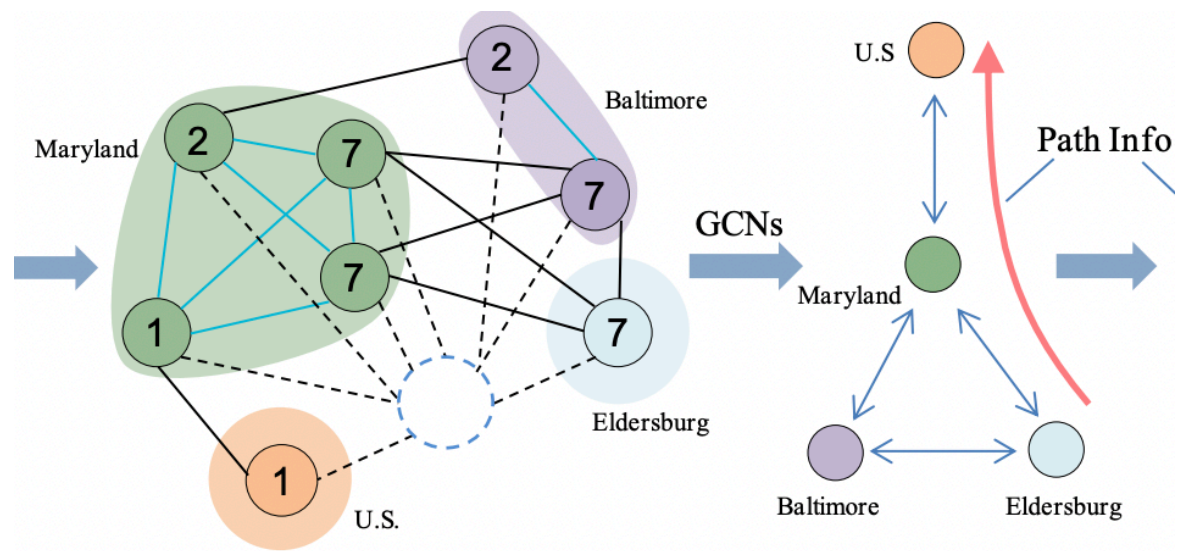 2
Baltimore
Maryland
2
7
7
7
1
7
Eldersburg
1
U.S.
GCNs
U.S
Path Info
Maryland
Baltimore
Eldersburg